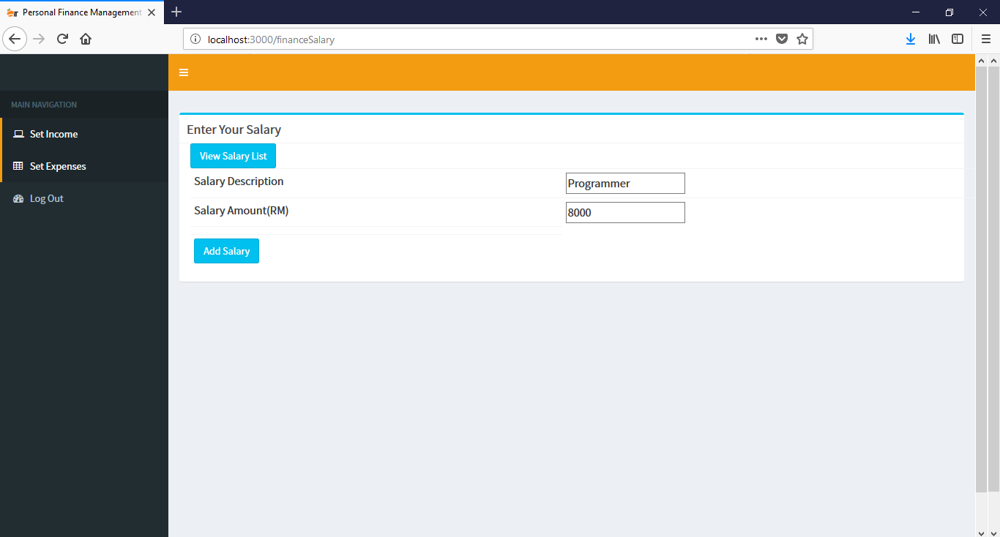 Personal Finance Management
localhost:3000/financeSalary
MAIN NAVIGATION
Set Income
Set Expenses
Log Out
Enter Your Salary
View Salary List
Salary Description
Programmer
Salary Amount(RM)
8000
Add Salary